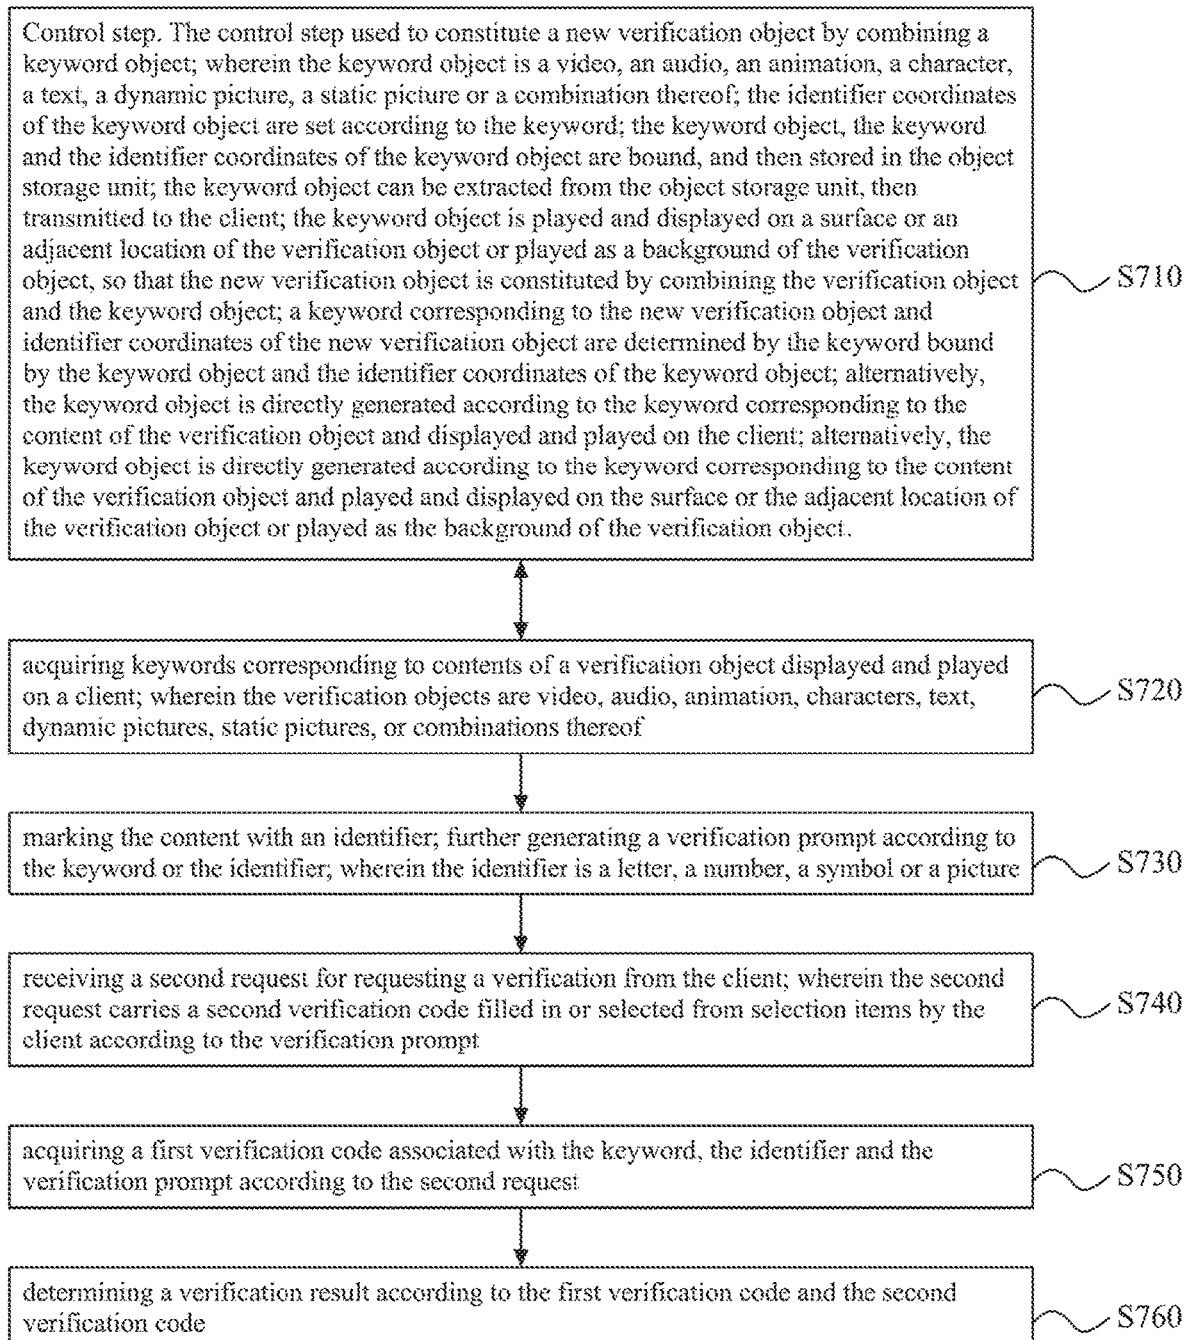 Control step. The control step used to constitute a new verification object by combining a
keyword object; wherein the keyword object is a video, an audio, an animation, a character,
a text, a dynamic picture, a static picture or a combination thereof; the identifier coordinates
of the keyword object are set according to the keyword; the keyword object, the keyword
and the identifier coordinates of the keyword object are bound, and then stored in the object
storage unit; the keyword object can be extracted from the object storage unit, then
transmitted to the client; the keyword object is played and displayed on a surface or an
adjacent location of the verification object or played as a background of the verification
object, so that the new verification object is constituted by combining the verification object
and the keyword object; a keyword corresponding to the new verification object and
identifier coordinates of the new verification object are determined by the keyword bound
by the keyword object and the identifier coordinates of the keyword object; alternatively,
the keyword object is directly generated according to the keyword corresponding to the
content of the verification object and displayed and played on the client; alternatively, the
keyword object is directly generated according to the keyword corresponding to the content
of the verification object and played and displayed on the surface or the adjacent location of
the verification object or played as the background of the verification object.
S710
acquiring keywords corresponding to contents of a verification object displayed and played
on a client; wherein the verification objects are video, audio, animation, characters, text,
dynamic pictures, static pictures, or combinations thereof
S720
marking the content with an identifier; further generating a verification prompt according to
the keyword or the identifier; wherein the identifier is a letter, a number, a symbol or a picture
S730
receiving a second request for requesting a verification from the client; wherein the second
request carries a second verification code filled in or selected from selection items by the
client according to the verification prompt
S740
acquiring a first verification code associated with the keyword, the identifier and the
verification prompt according to the second request
S750
determining a verification result according to the first verification code and the second
verification code
S760